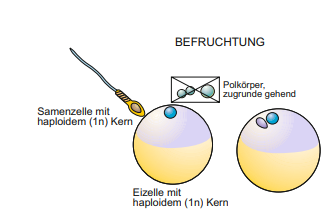 BEFRUCHTUNG
Polkörper,
zugrunde gehend
Samenzelle mit
haploidem (1n) Kern
Eizelle mit
haploidem (1n) Kern